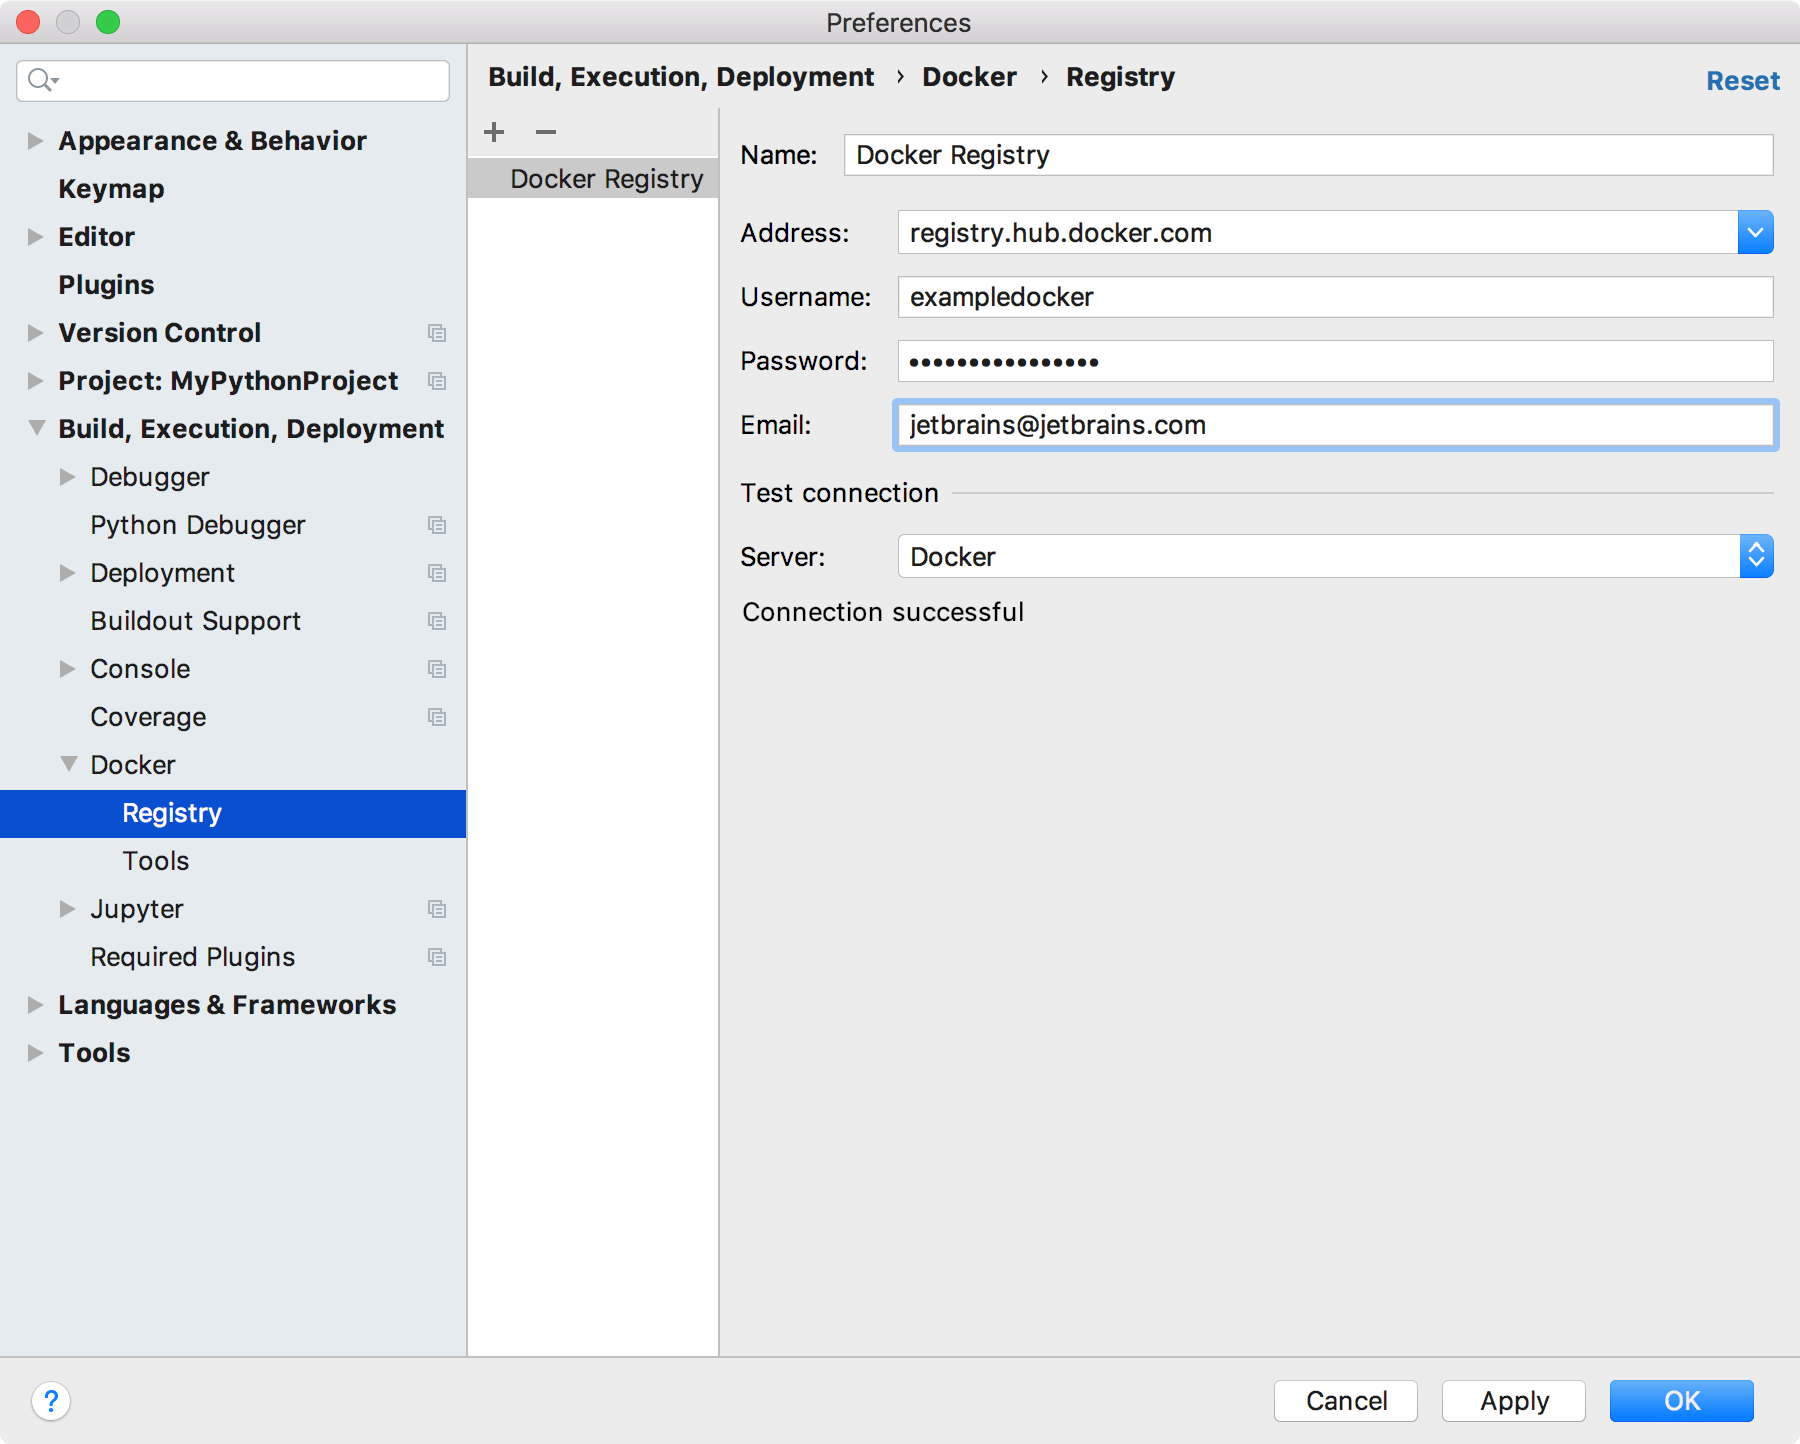 Preferences
Build, Execution, Deployment › Docker › Registry
Reset
Appearance & Behavior
Keymap
Editor
Plugins
Version Control
Project: MyPythonProject
Build, Execution, Deployment
Debugger
Python Debugger
Deployment
Buildout Support
Console
Coverage
Docker
Registry
Tools
Jupyter
Required Plugins
Languages & Frameworks
Tools
Docker Registry
Name: Docker Registry
Address: registry.hub.docker.com
Username: exampledocker
Password: ••••••••••••••••
Email: jetbrains@jetbrains.com
Test connection
Server: Docker
Connection successful
?
Cancel
Apply
OK